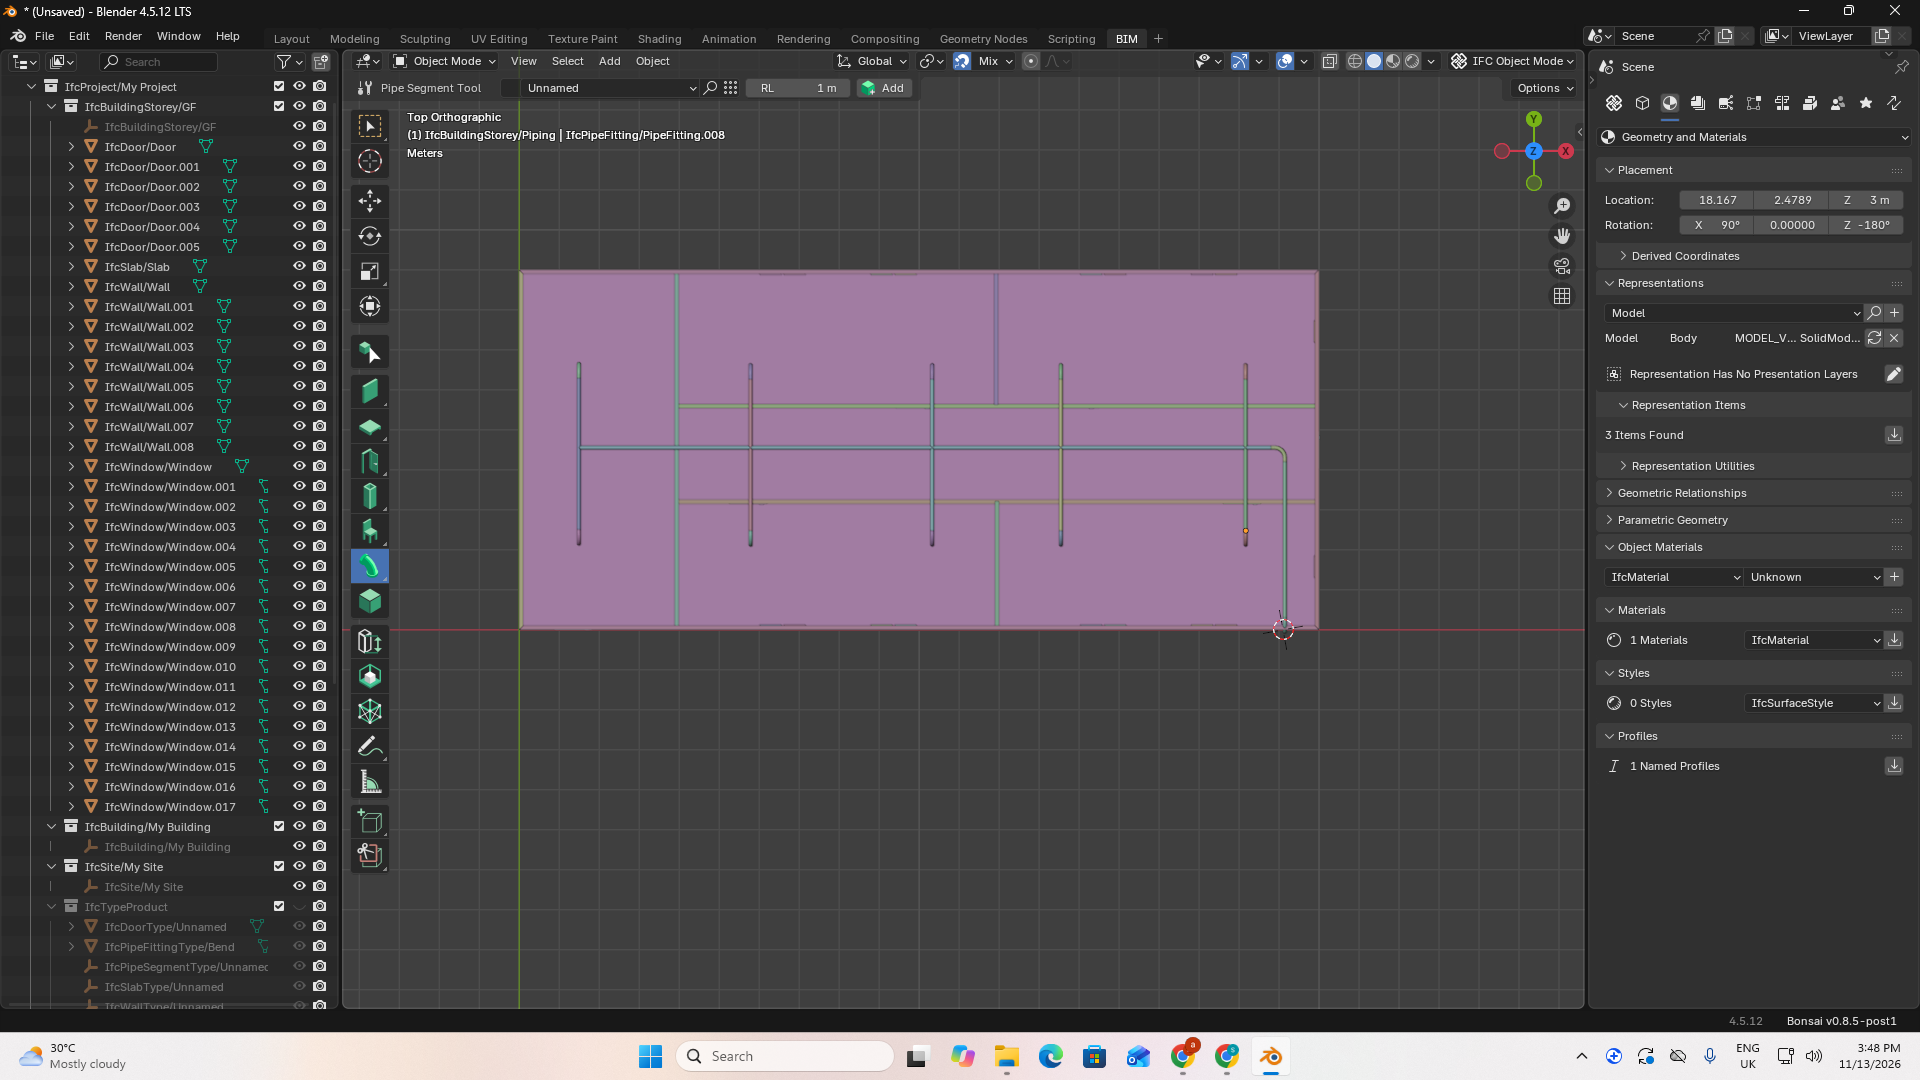 * (Unsaved) - Blender 4.5.12 LTS
File Edit Render Window Help Layout Modeling Sculpting UV Editing Texture Paint Shading Animation Rendering Compositing Geometry Nodes Scripting BIM Scene ViewLayer
Search
Object Mode View Select Add Object Global Mix IFC Object Mode
Pipe Segment Tool Unnamed RL 1 m Add Options
Top Orthographic
(1) IfcBuildingStorey/Piping | IfcPipeFitting/PipeFitting.008
Meters
Y
Z
X
IfcProject/My Project
IfcBuildingStorey/GF
IfcBuildingStorey/GF
IfcDoor/Door
IfcDoor/Door.001
IfcDoor/Door.002
IfcDoor/Door.003
IfcDoor/Door.004
IfcDoor/Door.005
IfcSlab/Slab
IfcWall/Wall
IfcWall/Wall.001
IfcWall/Wall.002
IfcWall/Wall.003
IfcWall/Wall.004
IfcWall/Wall.005
IfcWall/Wall.006
IfcWall/Wall.007
IfcWall/Wall.008
IfcWindow/Window
IfcWindow/Window.001
IfcWindow/Window.002
IfcWindow/Window.003
IfcWindow/Window.004
IfcWindow/Window.005
IfcWindow/Window.006
IfcWindow/Window.007
IfcWindow/Window.008
IfcWindow/Window.009
IfcWindow/Window.010
IfcWindow/Window.011
IfcWindow/Window.012
IfcWindow/Window.013
IfcWindow/Window.014
IfcWindow/Window.015
IfcWindow/Window.016
IfcWindow/Window.017
IfcBuilding/My Building
IfcBuilding/My Building
IfcSite/My Site
IfcSite/My Site
IfcTypeProduct
IfcDoorType/Unnamed
IfcPipeFittingType/Bend
IfcPipeSegmentType/Unnamed
IfcSlabType/Unnamed
IfcWallType/Unnamed
Scene
Geometry and Materials
Placement
Location: 18.167 2.4789 Z 3 m
Rotation: X 90° 0.00000 Z -180°
Derived Coordinates
Representations
Model
Model Body MODEL_V... SolidMod...
Representation Has No Presentation Layers
Representation Items
3 Items Found
Representation Utilities
Geometric Relationships
Parametric Geometry
Object Materials
IfcMaterial Unknown
Materials
1 Materials IfcMaterial
Styles
0 Styles IfcSurfaceStyle
Profiles
1 Named Profiles
4.5.12 Bonsai v0.8.5-post1
30°C
Mostly cloudy
Search
ENG
UK
3:48 PM
11/13/2026